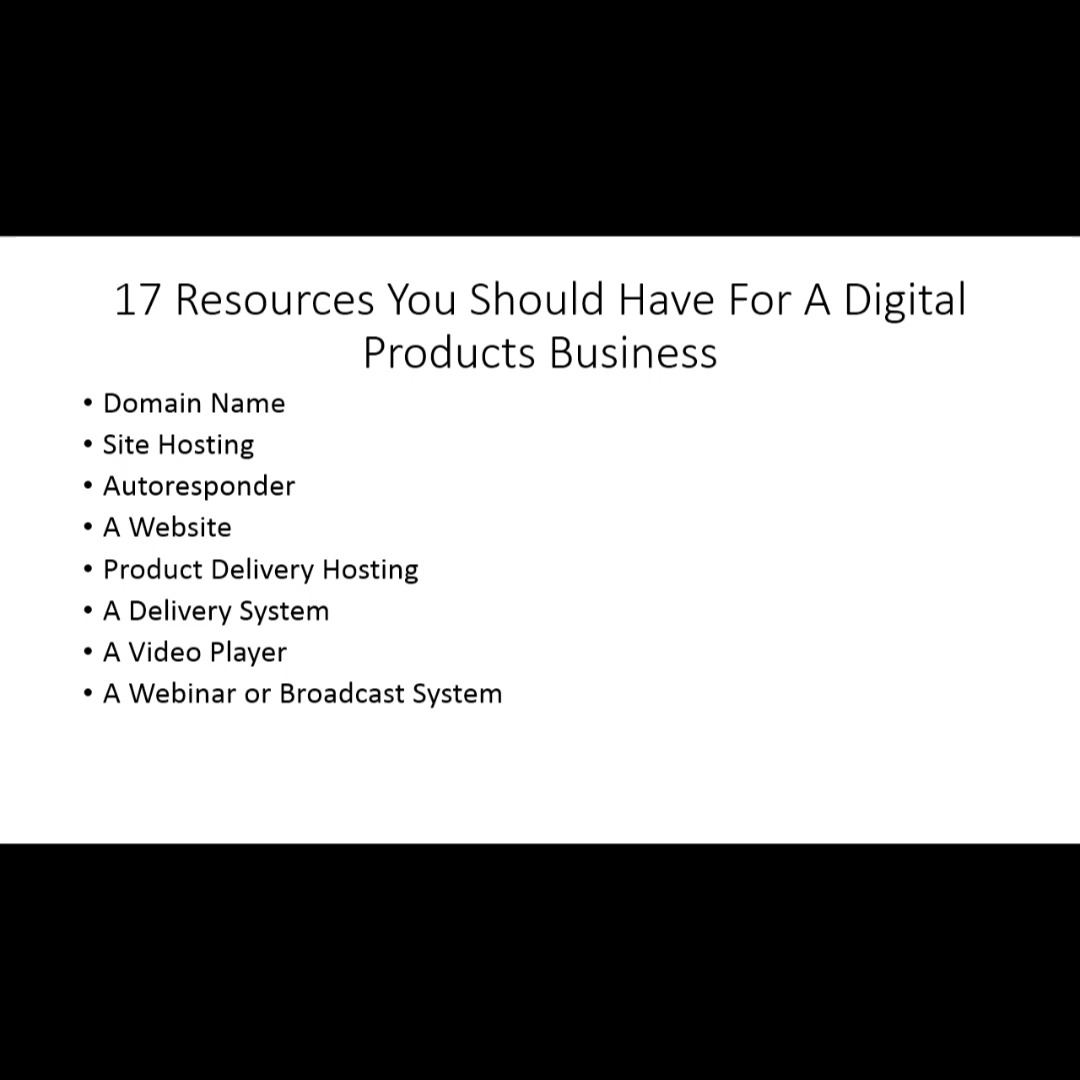 17 Resources You Should Have For A Digital
Products Business
• Domain Name
• Site Hosting
• Autoresponder
• A Website
• Product Delivery Hosting
• A Delivery System
• A Video Player
• A Webinar or Broadcast System